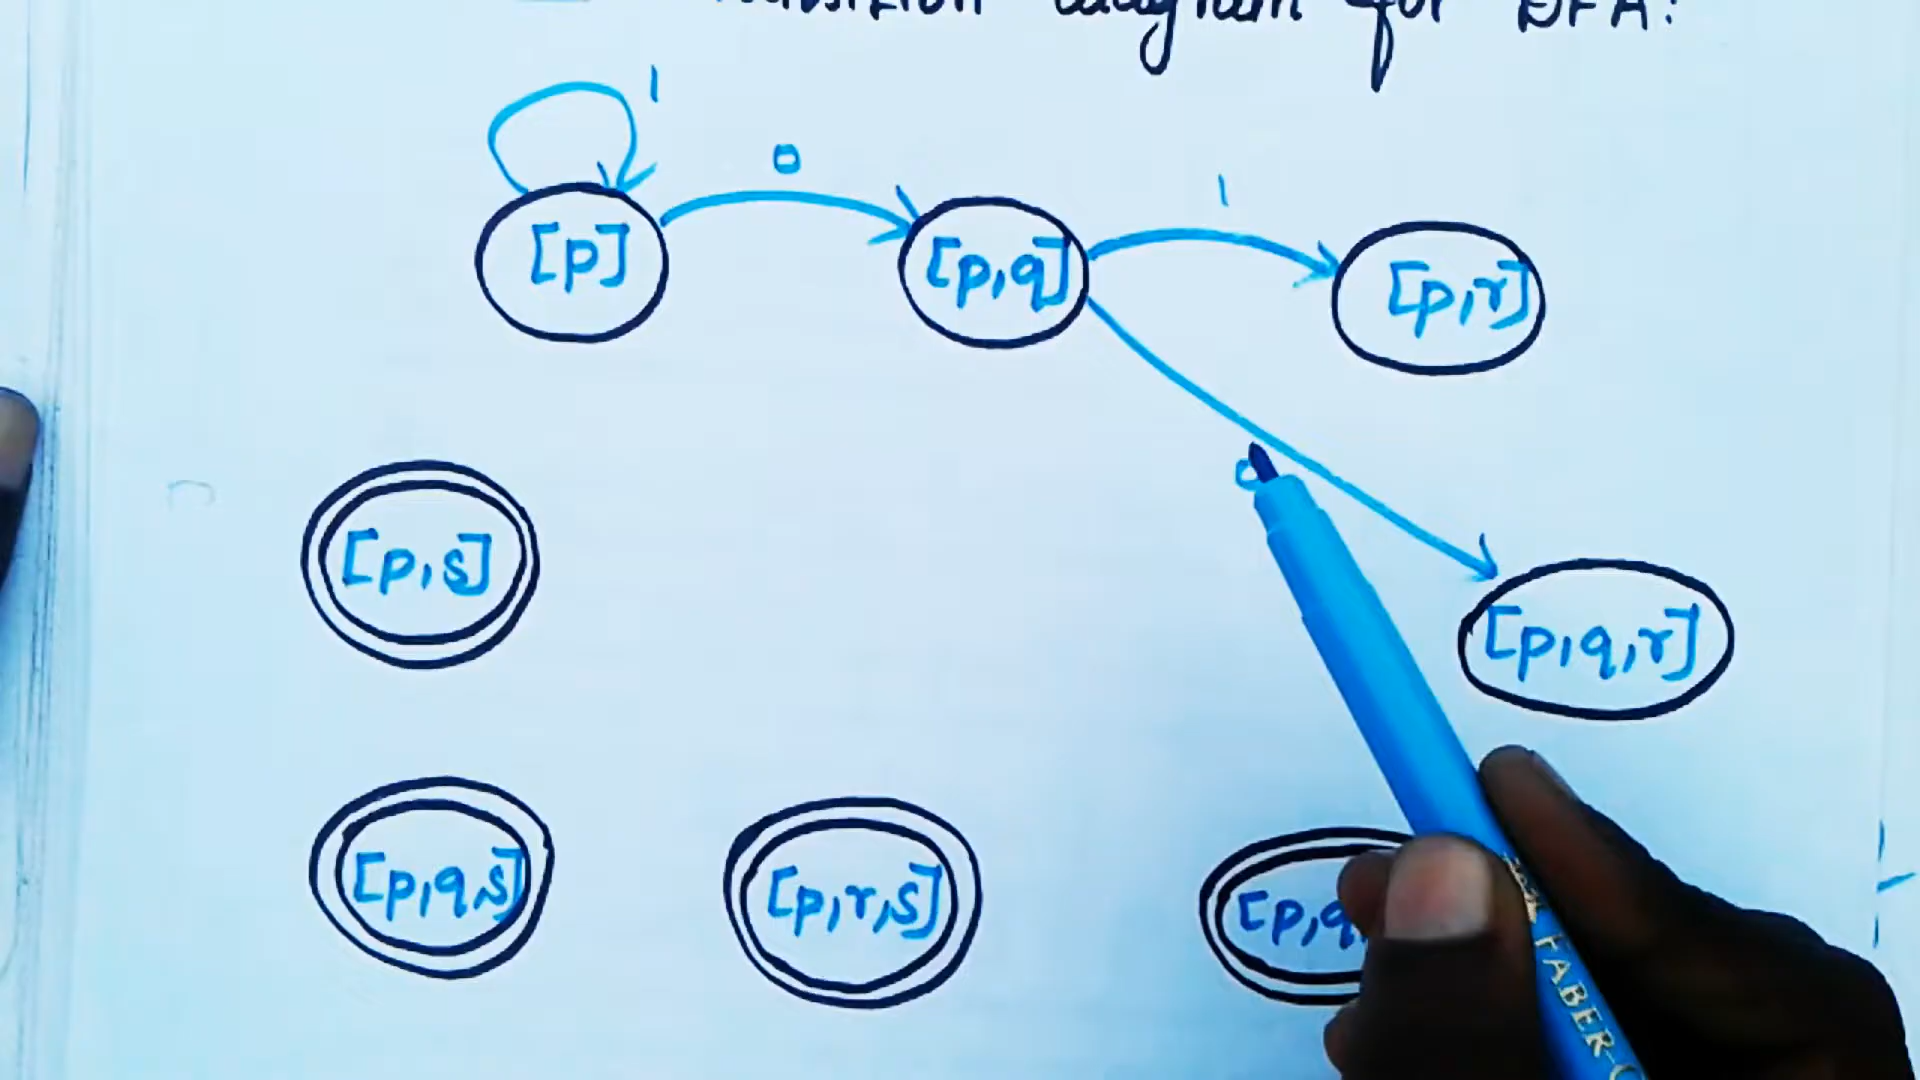 diagram for DFA:
1
0
1
[p]
[p,q]
[p,r]
0
[p,s]
[p,q,r]
[p,q,s]
[p,r,s]
[p,q,
FABER-C